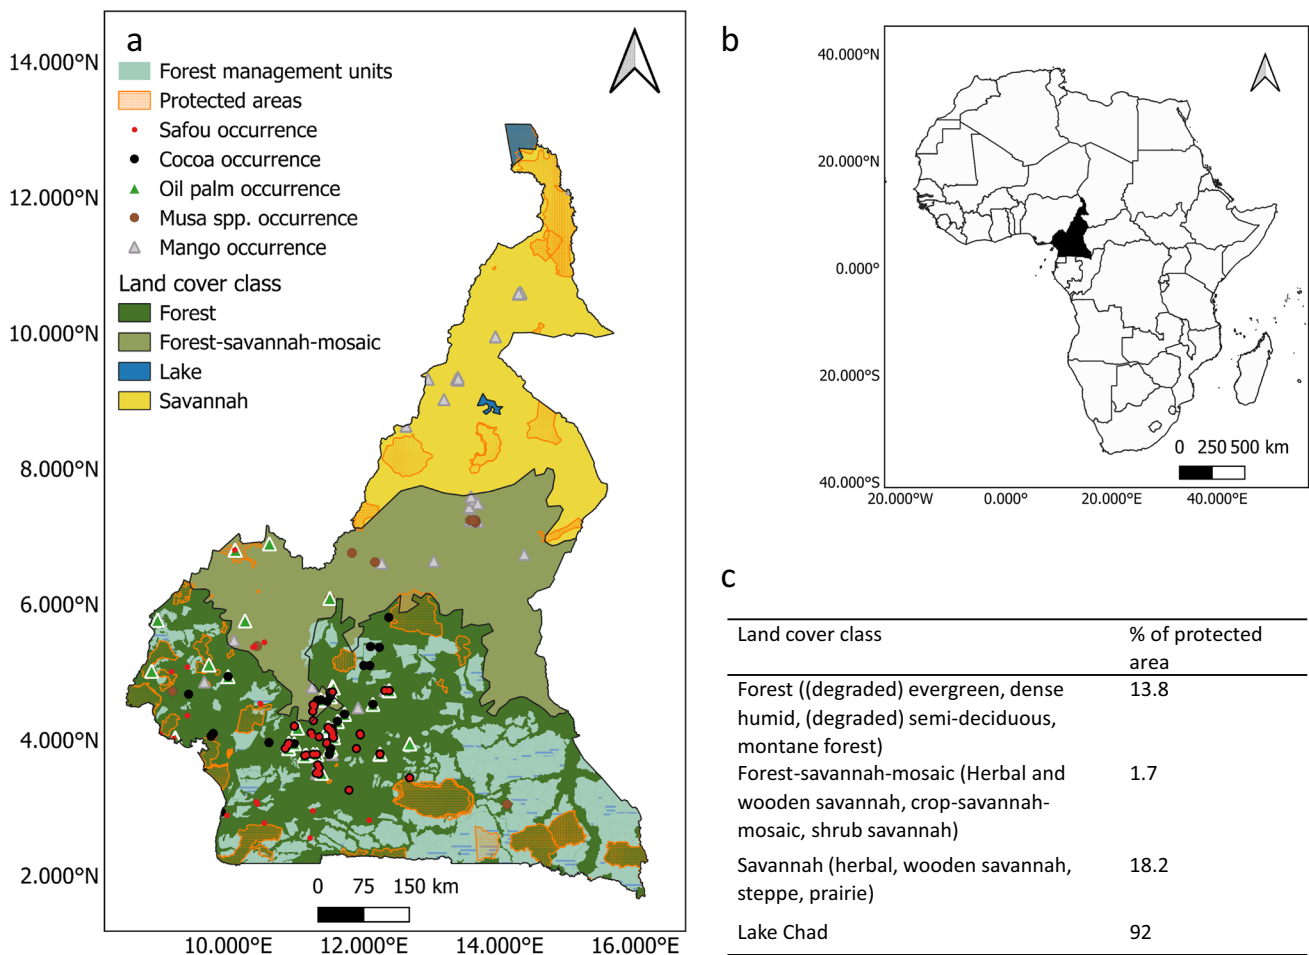 a
14.000°N
12.000°N
10.000°N
8.000°N
6.000°N
4.000°N
2.000°N
Forest management units
Protected areas
Safou occurrence
Cocoa occurrence
Oil palm occurrence
Musa spp. occurrence
Mango occurrence
Land cover class
Forest
Forest-savannah-mosaic
Lake
Savannah
0 75 150 km
10.000°E 12.000°E 14.000°E 16.000°E
b
40.000°N
20.000°N
0.000°
20.000°S
40.000°S
0 250 500 km
20.000°W 0.000° 20.000°E 40.000°E
c
Land cover class % of protected
area
Forest ((degraded) evergreen, dense 13.8
humid, (degraded) semi-deciduous,
montane forest)
Forest-savannah-mosaic (Herbal and 1.7
wooden savannah, crop-savannah-
mosaic, shrub savannah)
Savannah (herbal, wooden savannah, 18.2
steppe, prairie)
Lake Chad 92